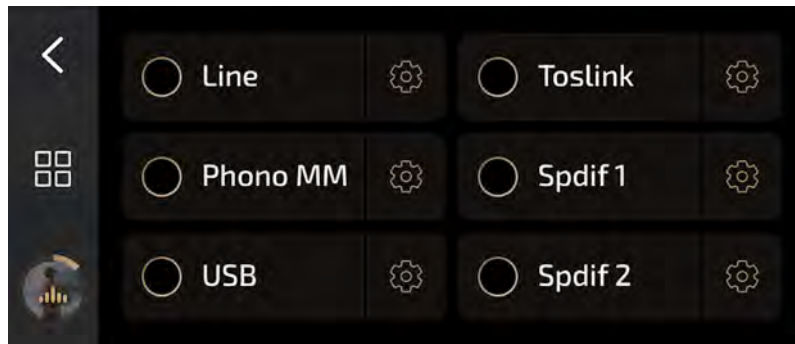 Line
Toslink
Phono MM
Spdif 1
USB
Spdif 2